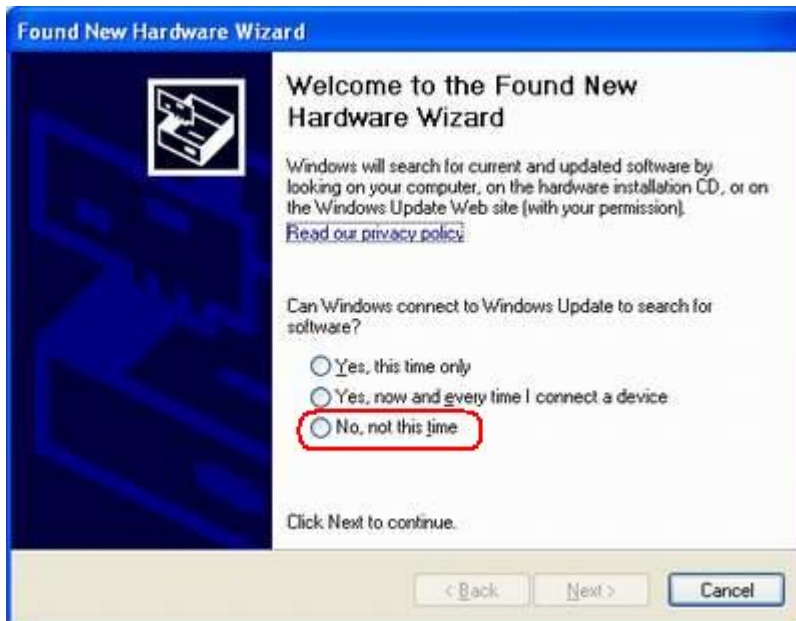 Found New Hardware Wizard
Welcome to the Found New
Hardware Wizard
Windows will search for current and updated software by
looking on your computer, on the hardware installation CD, or on
the Windows Update Web site (with your permission).
Read our privacy policy
Can Windows connect to Windows Update to search for
software?
Yes, this time only
Yes, now and every time I connect a device
No, not this time
Click Next to continue.
< Back
Next >
Cancel